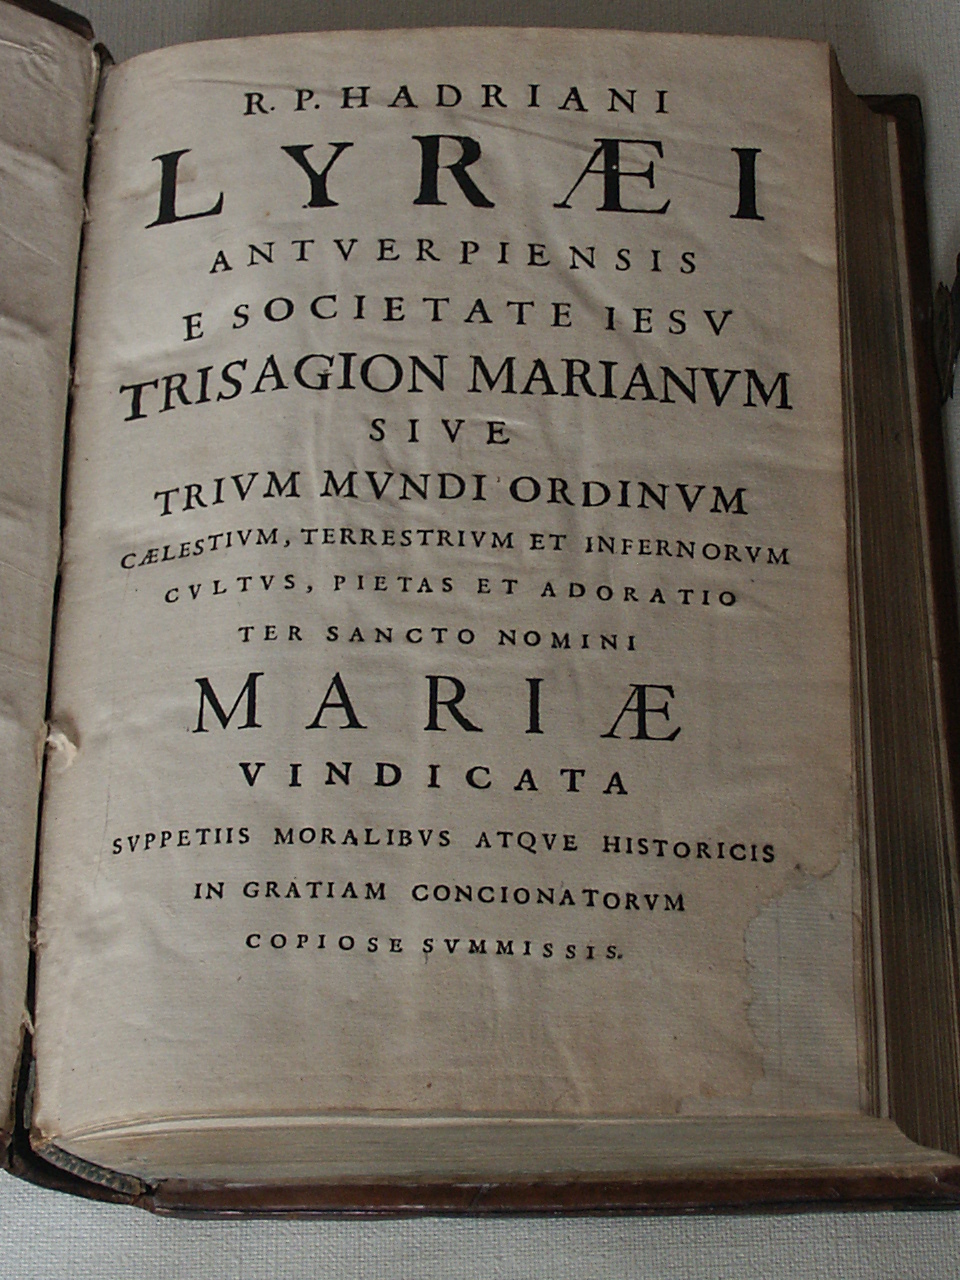 R. P. HADRIANI
LYRÆI
ANTVERPIENSIS
E SOCIETATE IESV
TRISAGION MARIANVM
SIVE
TRIVM MVNDI ORDINVM
CÆLESTIVM, TERRESTRIVM ET INFERNORVM
CVLTVS, PIETAS ET ADORATIO
TER SANCTO NOMINI
MARIÆ
VINDICATA
SVPPETIIS MORALIBVS ATQVE HISTORICIS
IN GRATIAM CONCIONATORVM
COPIOSE SVMMISSIS.